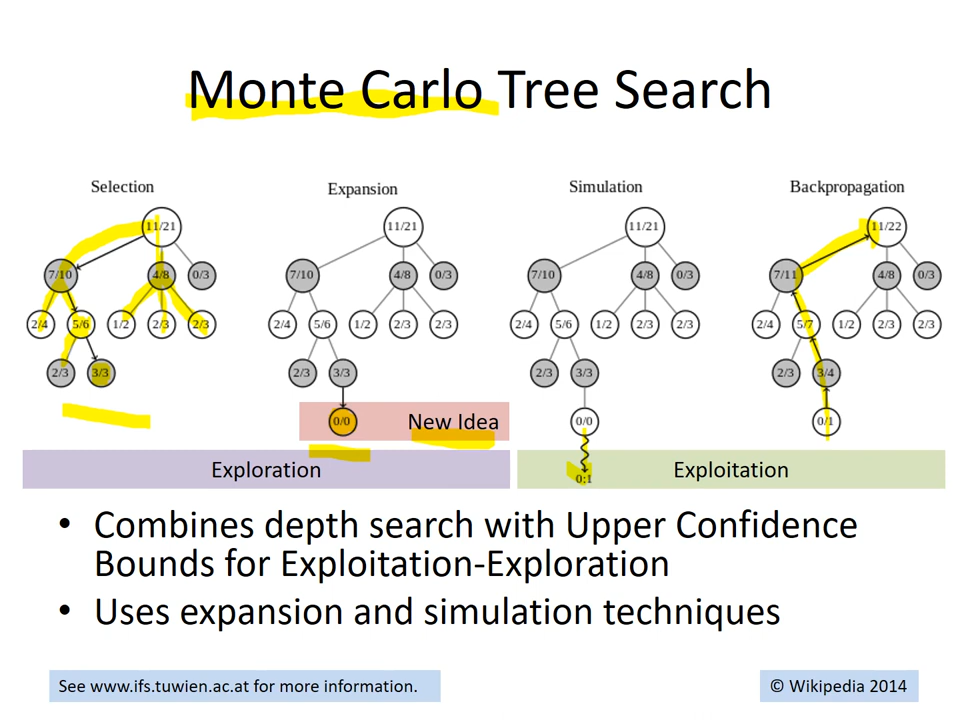 Monte Carlo Tree Search
Selection Expansion Simulation Backpropagation
11/21 11/21 11/21 11/22
7/10 4/8 0/3 7/10 4/8 0/3 7/10 4/8 0/3 7/11 4/8 0/3
2/4 5/6 1/2 2/3 2/3 2/4 5/6 1/2 2/3 2/3 2/4 5/6 1/2 2/3 2/3 2/4 5/7 1/2 2/3 2/3
2/3 3/3 2/3 3/3 2/3 3/3 2/3 3/4
0/0 New Idea 0/0 0/1
Exploration 0:1 Exploitation
• Combines depth search with Upper Confidence
Bounds for Exploitation-Exploration
• Uses expansion and simulation techniques
See www.ifs.tuwien.ac.at for more information. © Wikipedia 2014